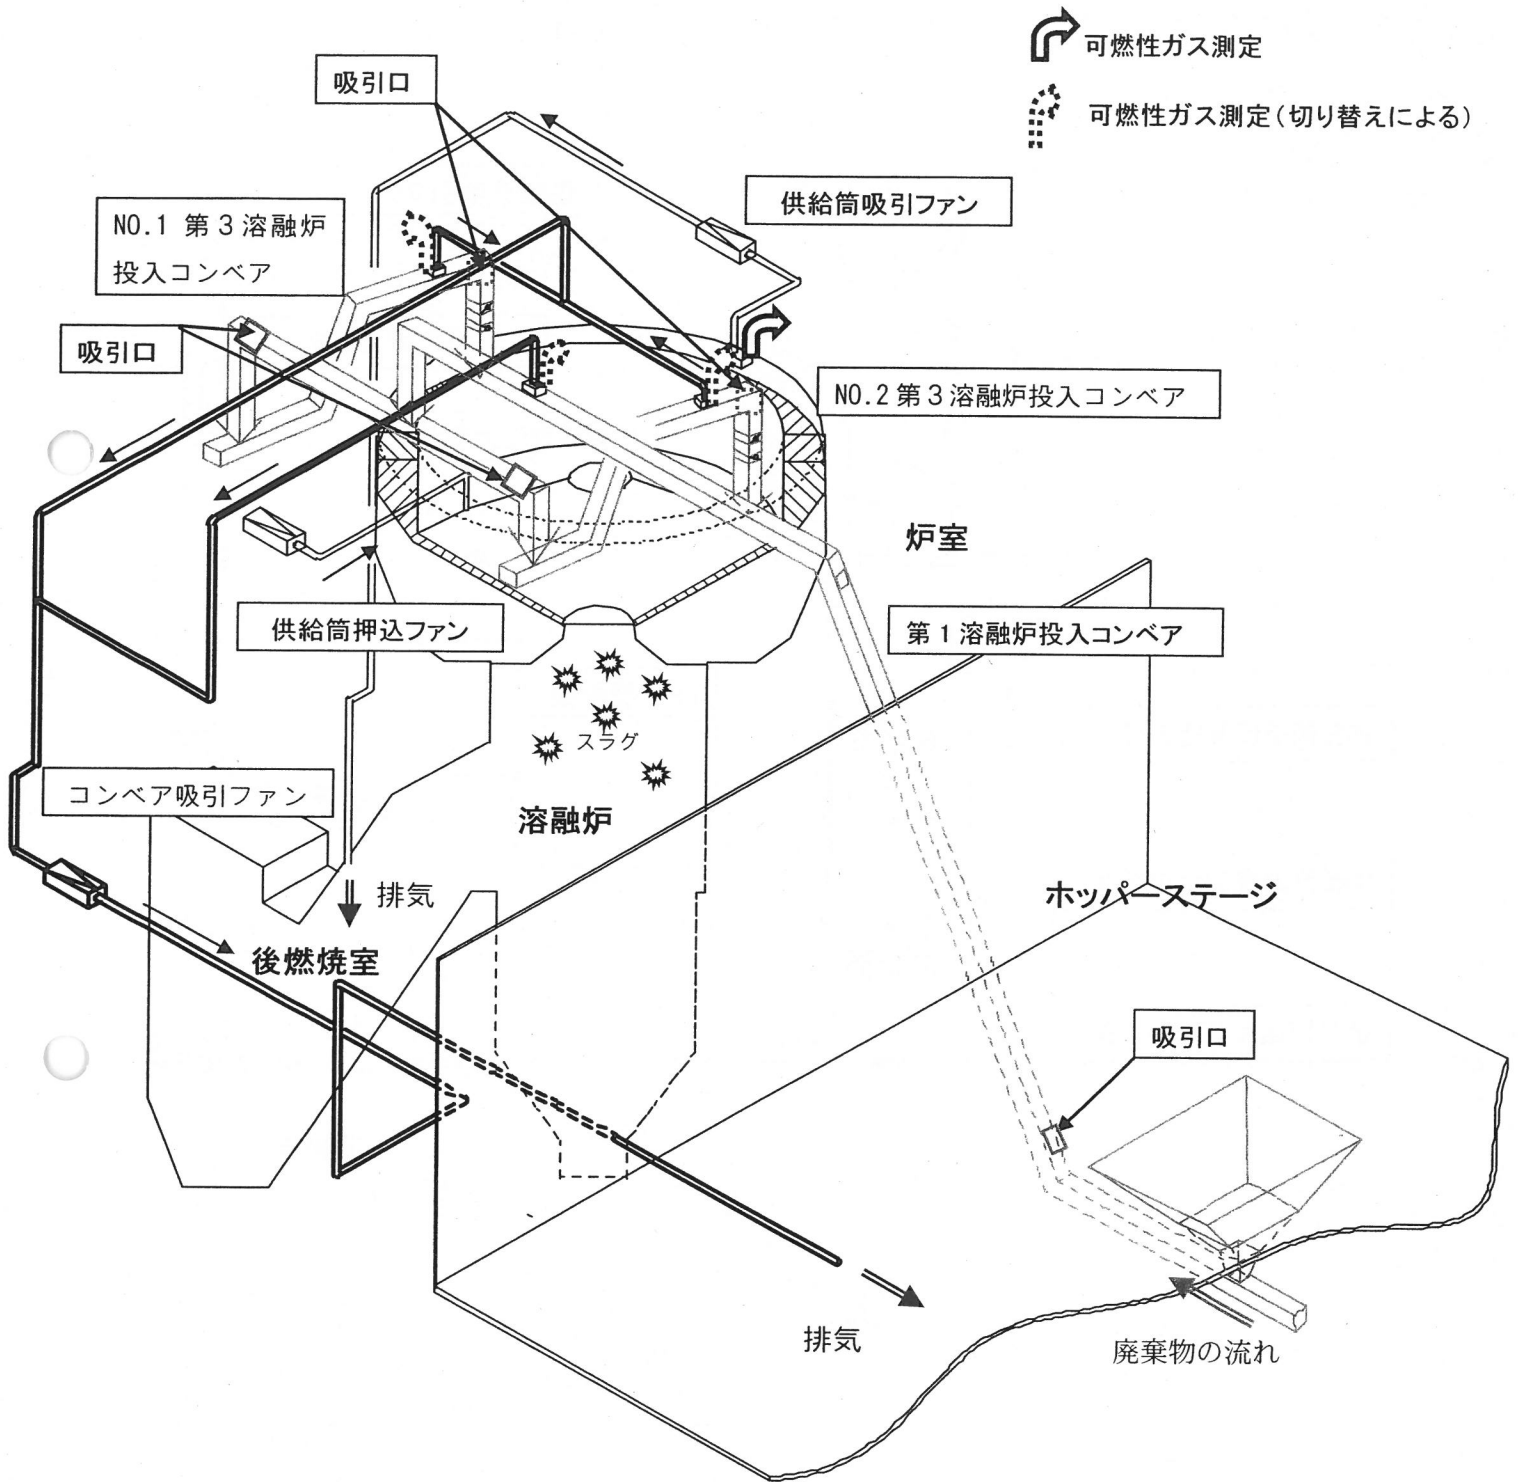 可燃性ガス測定
吸引口
可燃性ガス測定(切り替えによる)
供給筒吸引ファン
NO.1 第3溶融炉
投入コンベア
吸引口
NO.2第3溶融炉投入コンベア
炉室
供給筒押込ファン
第1溶融炉投入コンベア
スラグ
コンベア吸引ファン
溶融炉
排気
ホッパーステージ
後燃焼室
吸引口
排気
廃棄物の流れ